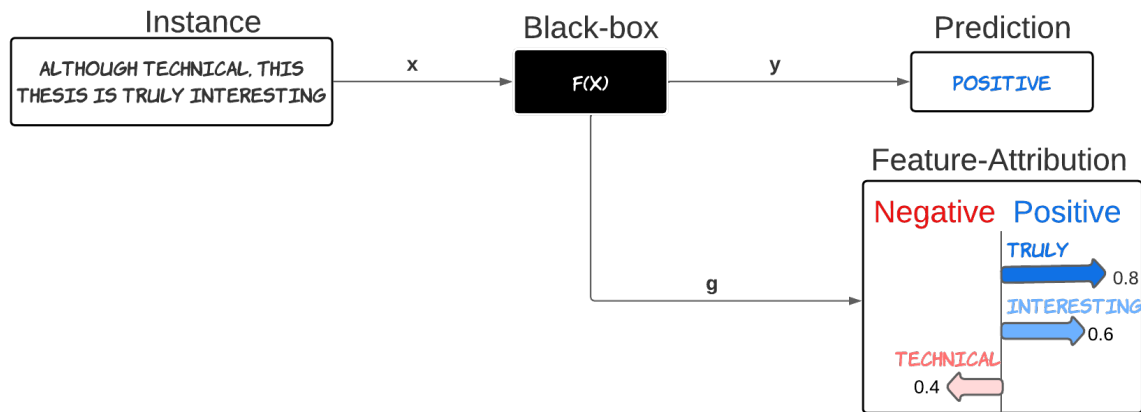 Instance
ALTHOUGH TECHNICAL, THIS
THESIS IS TRULY INTERESTING
x
Black-box
F(X)
y
Prediction
POSITIVE
g
Feature-Attribution
Negative
Positive
TRULY
0.8
INTERESTING
0.6
TECHNICAL
0.4